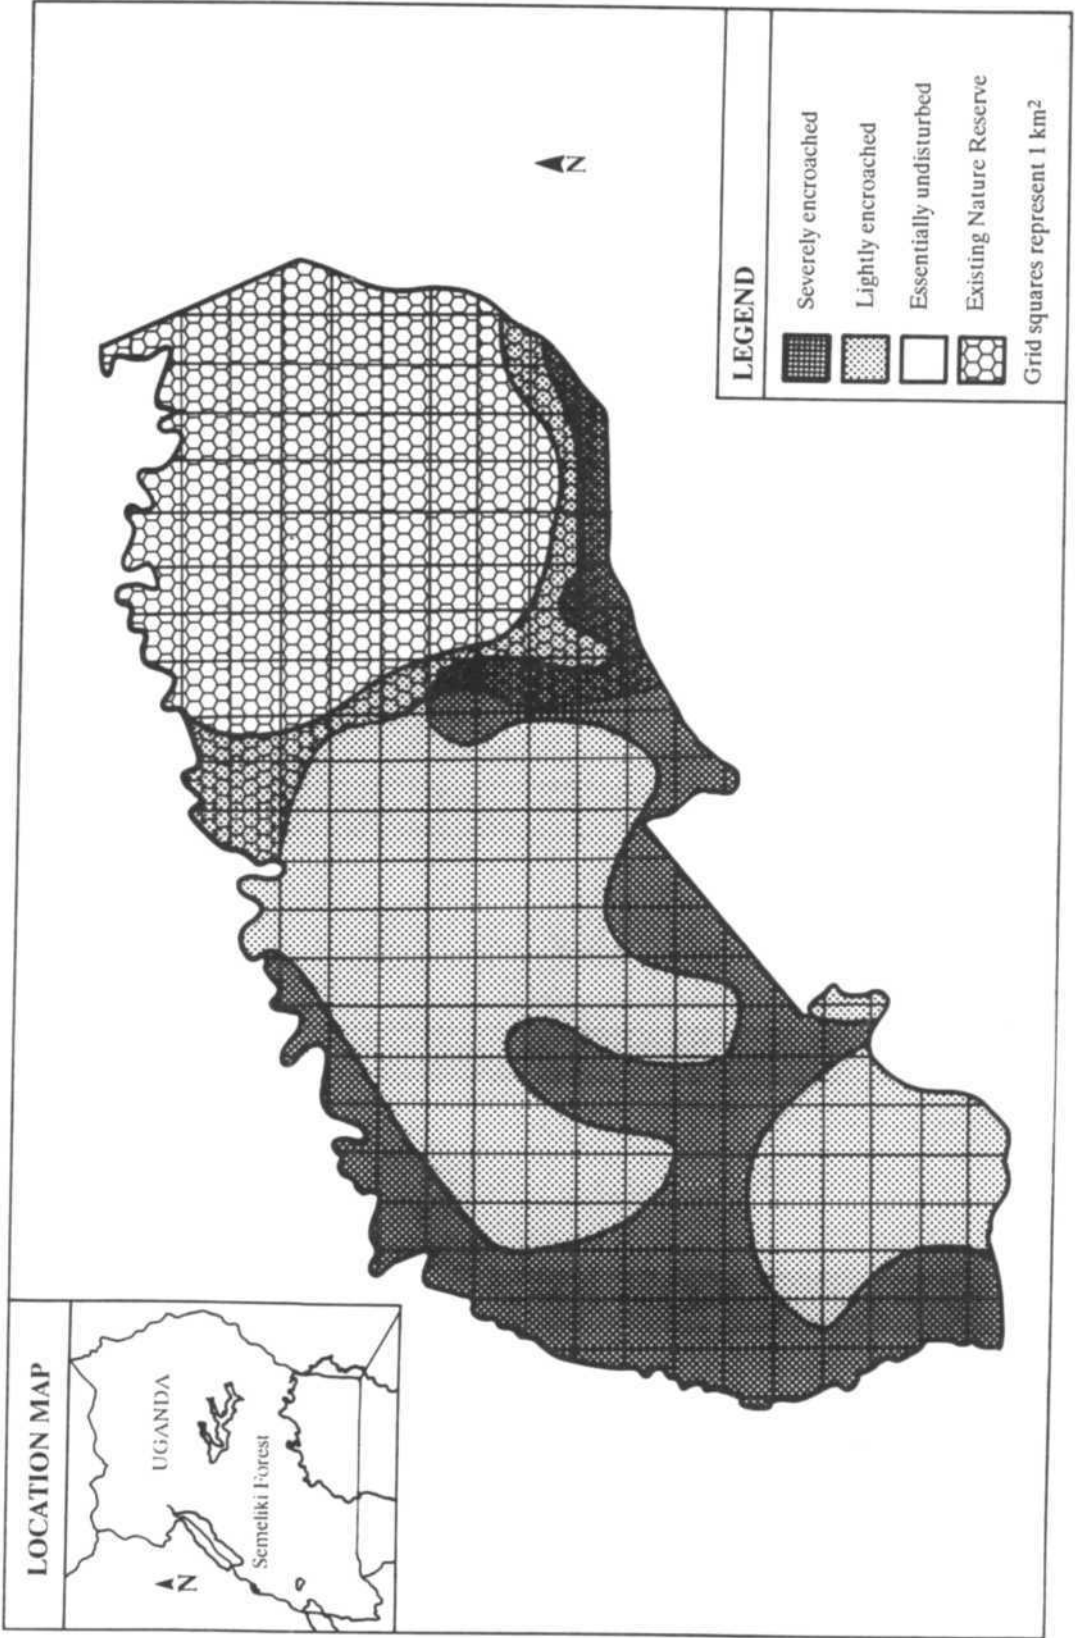 LOCATION MAP
N
UGANDA
Semeliki Forest
N
LEGEND
Severely encroached
Lightly encroached
Essentially undisturbed
Existing Nature Reserve
Grid squares represent 1 km²